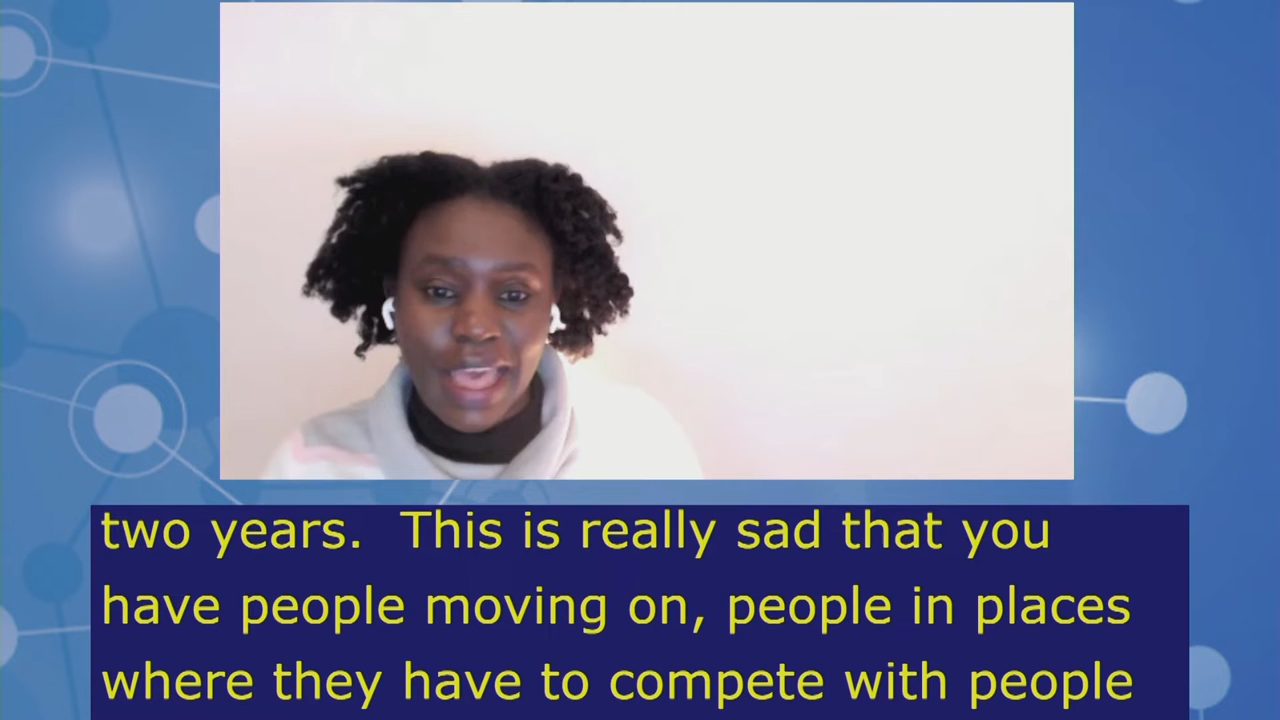 two years.  This is really sad that you
have people moving on, people in places
where they have to compete with people